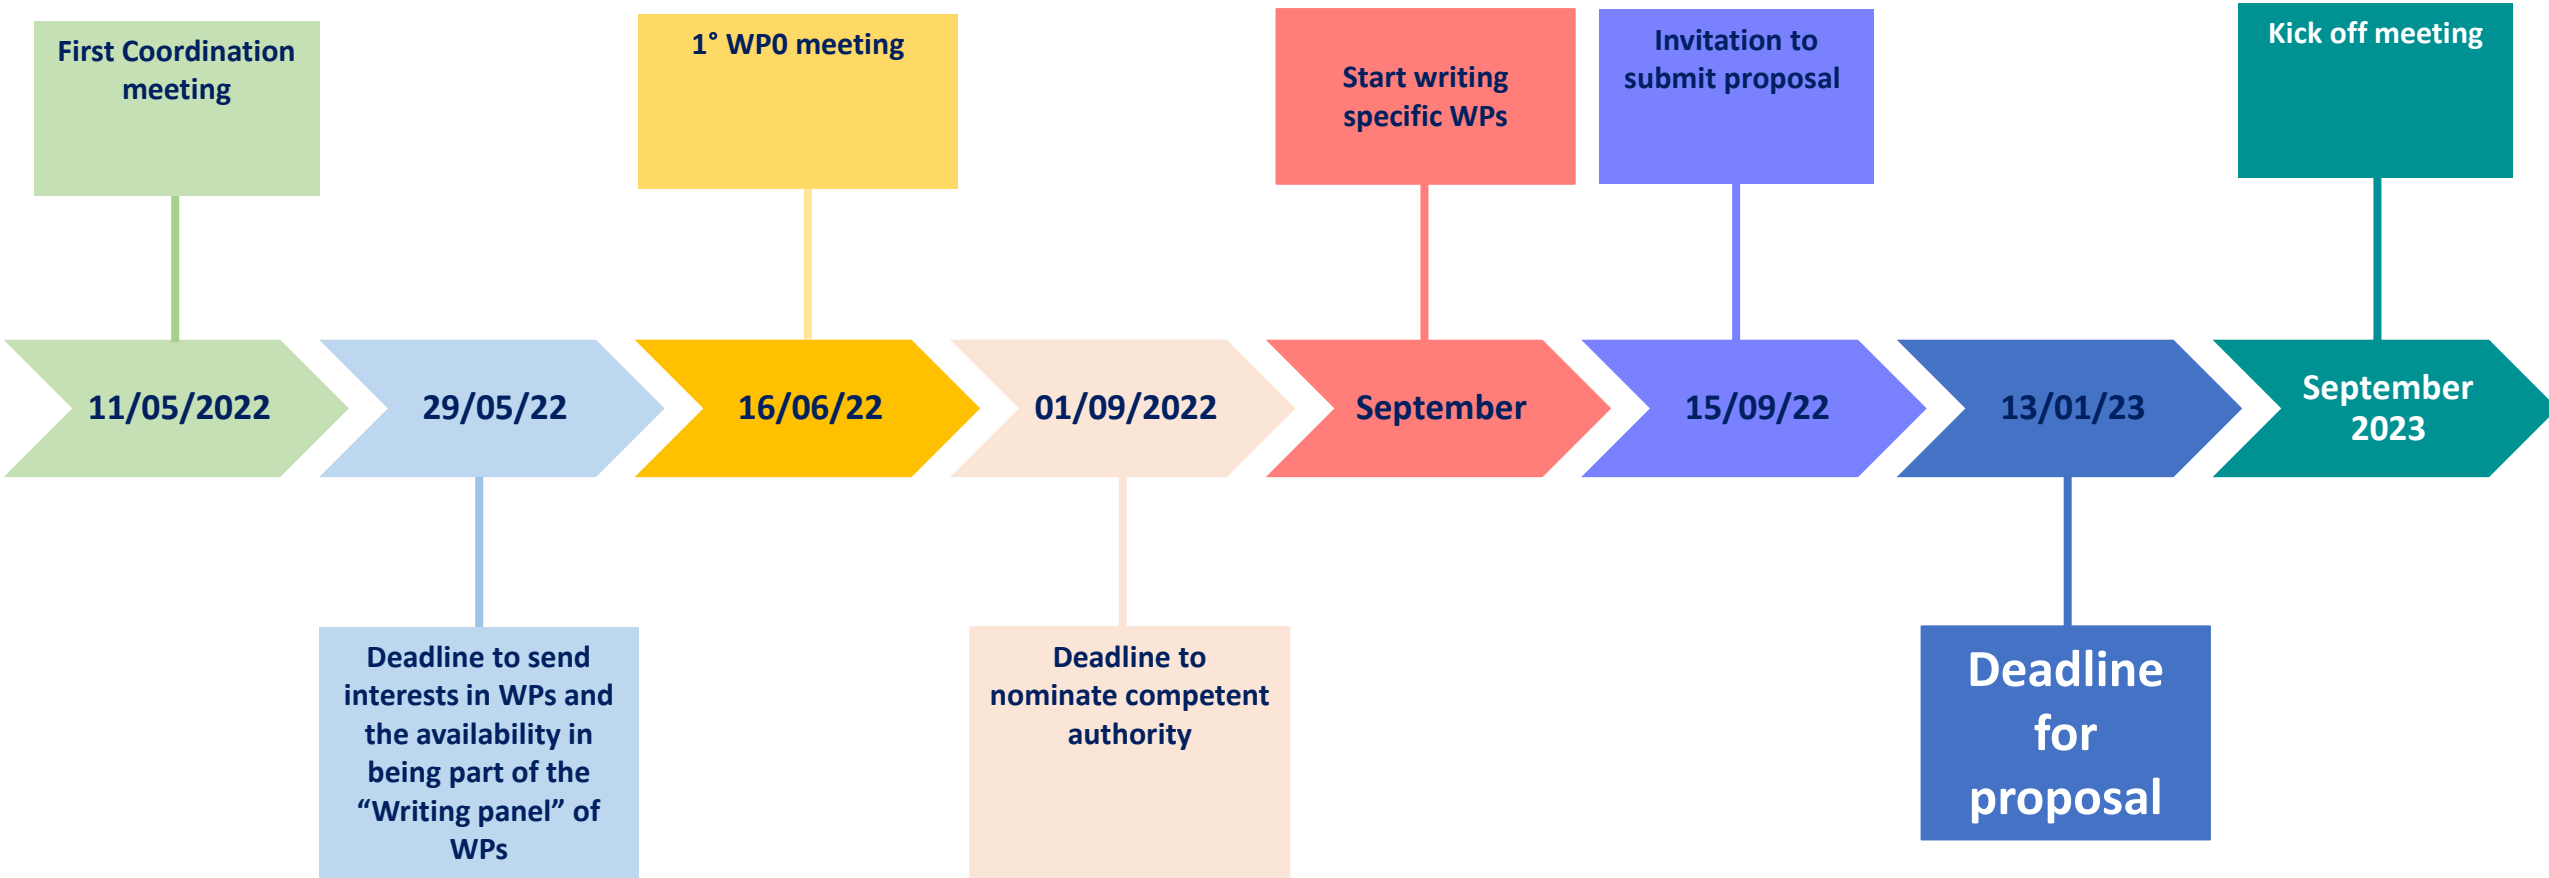 First Coordination
meeting
1° WP0 meeting
Start writing
specific WPs
Invitation to
submit proposal
Kick off meeting
11/05/2022
29/05/22
16/06/22
01/09/2022
September
15/09/22
13/01/23
September
2023
Deadline to send
interests in WPs and
the availability in
being part of the
“Writing panel” of
WPs
Deadline to
nominate competent
authority
Deadline
for
proposal